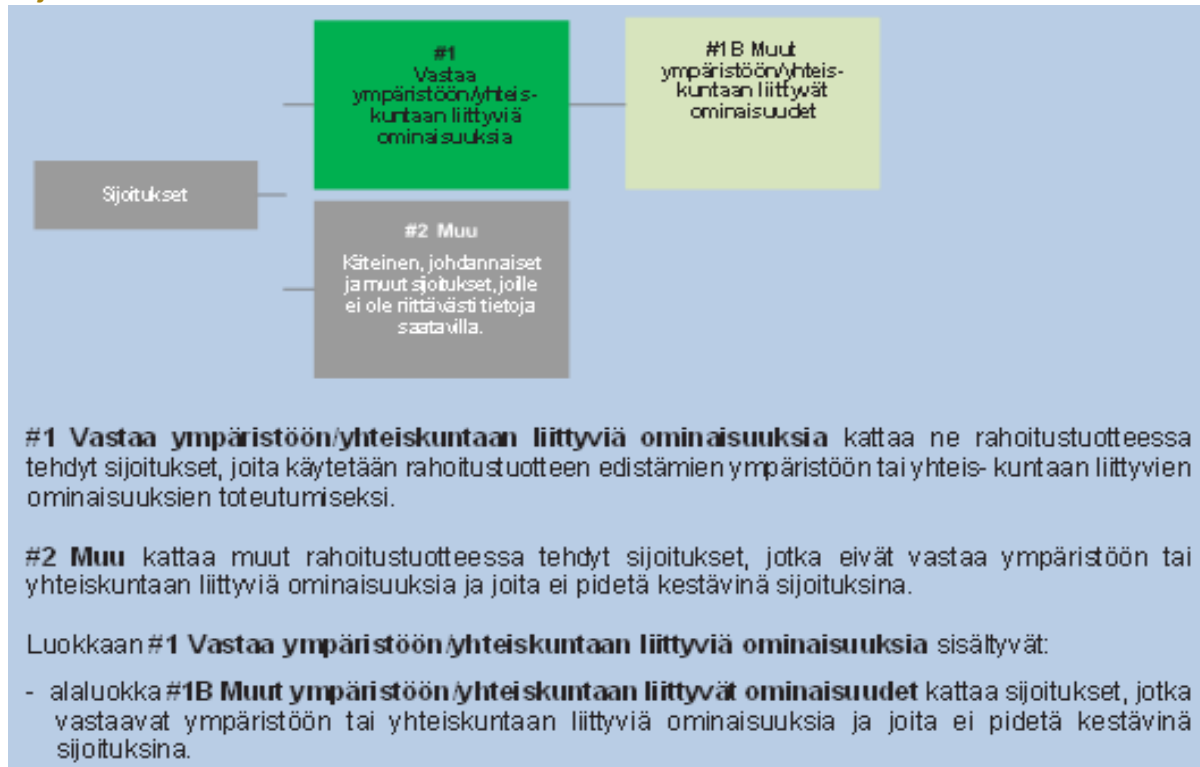 #1
Vastaa
ympäristöön/yhteis-
kuntaan liittyviä
ominaisuuksia
#1B Muut
ympäristöön/yhteis-
kuntaan liittyvät
ominaisuudet
Sijoitukset
#2 Muu
Käteinen, johdannaiset
ja muut sijoitukset, joille
ei ole riittävästi tietoja
saatavilla.
#1 Vastaa ympäristöön/yhteiskuntaan liittyviä ominaisuuksia kattaa ne rahoitustuotteessa
tehdyt sijoitukset, joita käytetään rahoitustuotteen edistämien ympäristöön tai yhteis- kuntaan liittyvien
ominaisuuksien toteutumiseksi.
#2 Muu kattaa muut rahoitustuotteessa tehdyt sijoitukset, jotka eivät vastaa ympäristöön tai
yhteiskuntaan liittyviä ominaisuuksia ja joita ei pidetä kestävinä sijoituksina.
Luokkaan #1 Vastaa ympäristöön/yhteiskuntaan liittyviä ominaisuuksia sisältyvät:
- alaluokka #1B Muut ympäristöön/yhteiskuntaan liittyvät ominaisuudet kattaa sijoitukset, jotka
vastaavat ympäristöön tai yhteiskuntaan liittyviä ominaisuuksia ja joita ei pidetä kestävinä
sijoituksina.